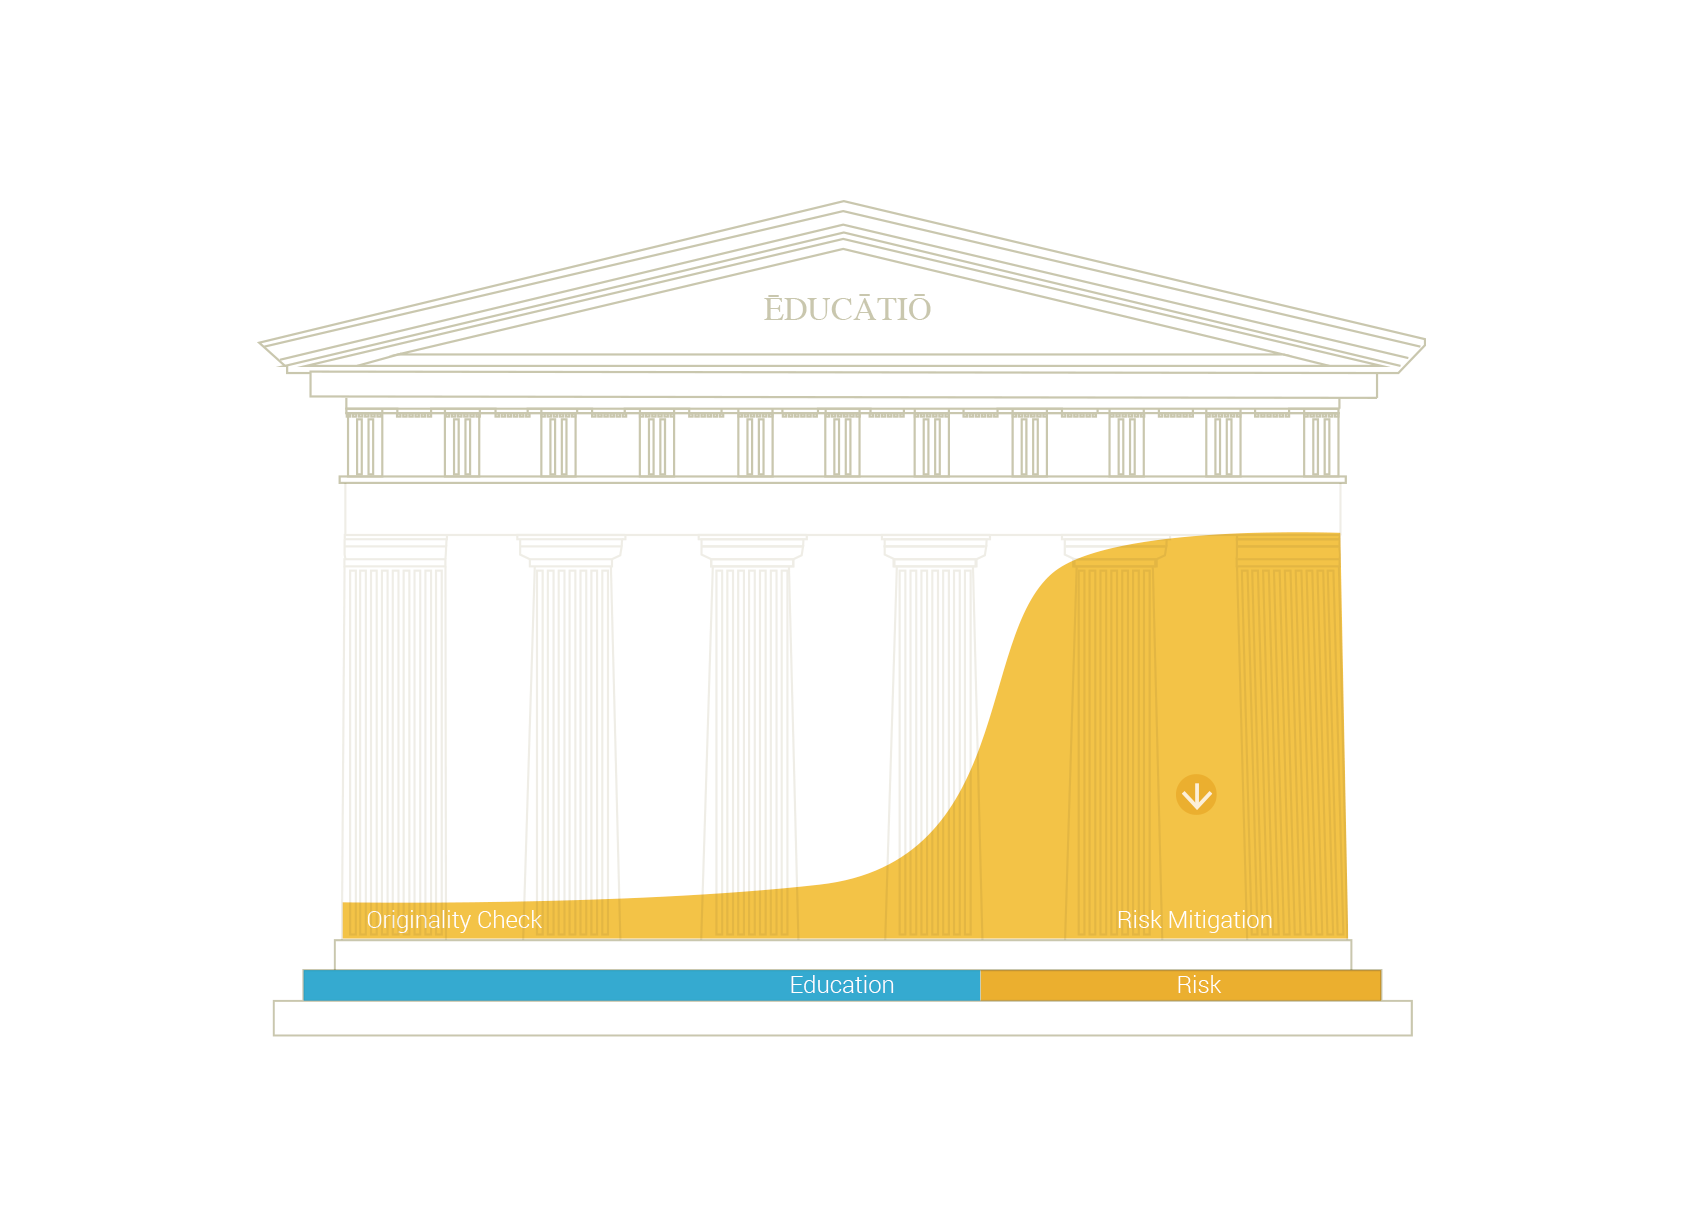 ĒDUCĀTIŌ
Originality Check
Risk Mitigation
Education
Risk